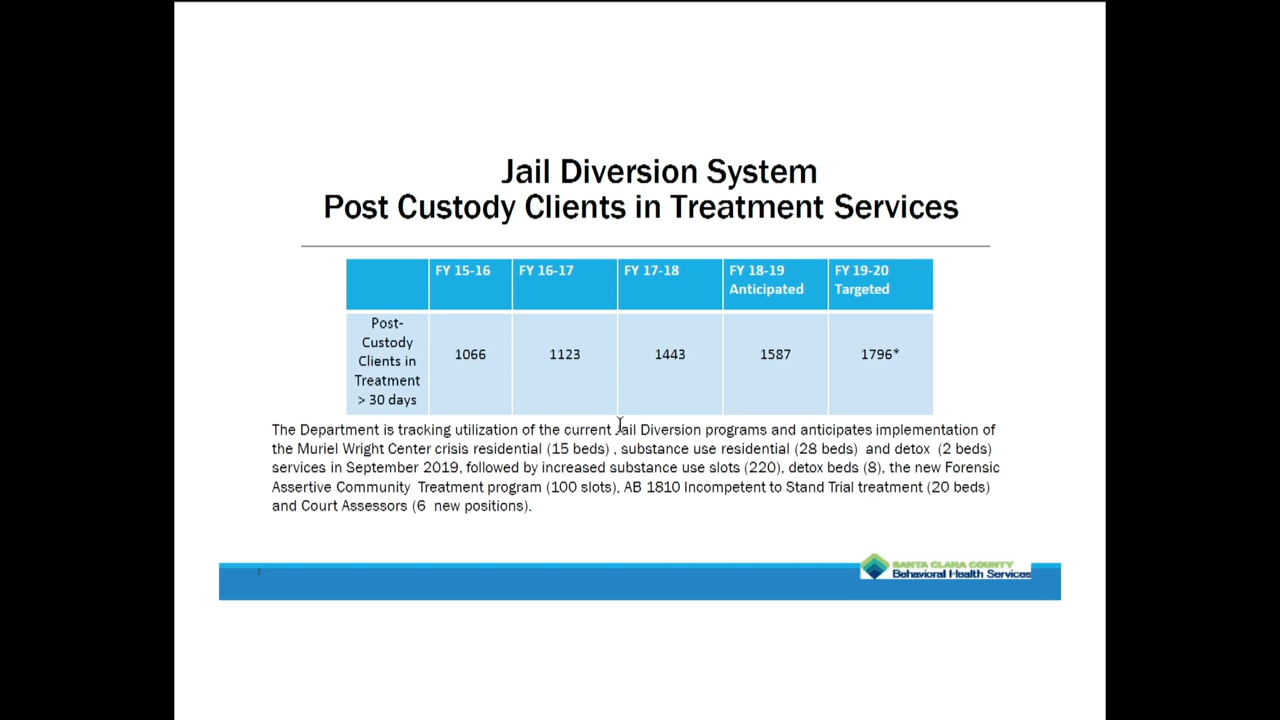 Jail Diversion System
Post Custody Clients in Treatment Services
FY 15-16
FY 16-17
FY 17-18
FY 18-19
Anticipated
FY 19-20
Targeted
Post-
Custody
Clients in
Treatment
> 30 days
1066
1123
1443
1587
1796*
The Department is tracking utilization of the current Jail Diversion programs and anticipates implementation of
the Muriel Wright Center crisis residential (15 beds) , substance use residential (28 beds) and detox (2 beds)
services in September 2019, followed by increased substance use slots (220), detox beds (8), the new Forensic
Assertive Community Treatment program (100 slots), AB 1810 Incompetent to Stand Trial treatment (20 beds)
and Court Assessors (6 new positions).
SANTA CLARA COUNTY
Behavioral Health Services